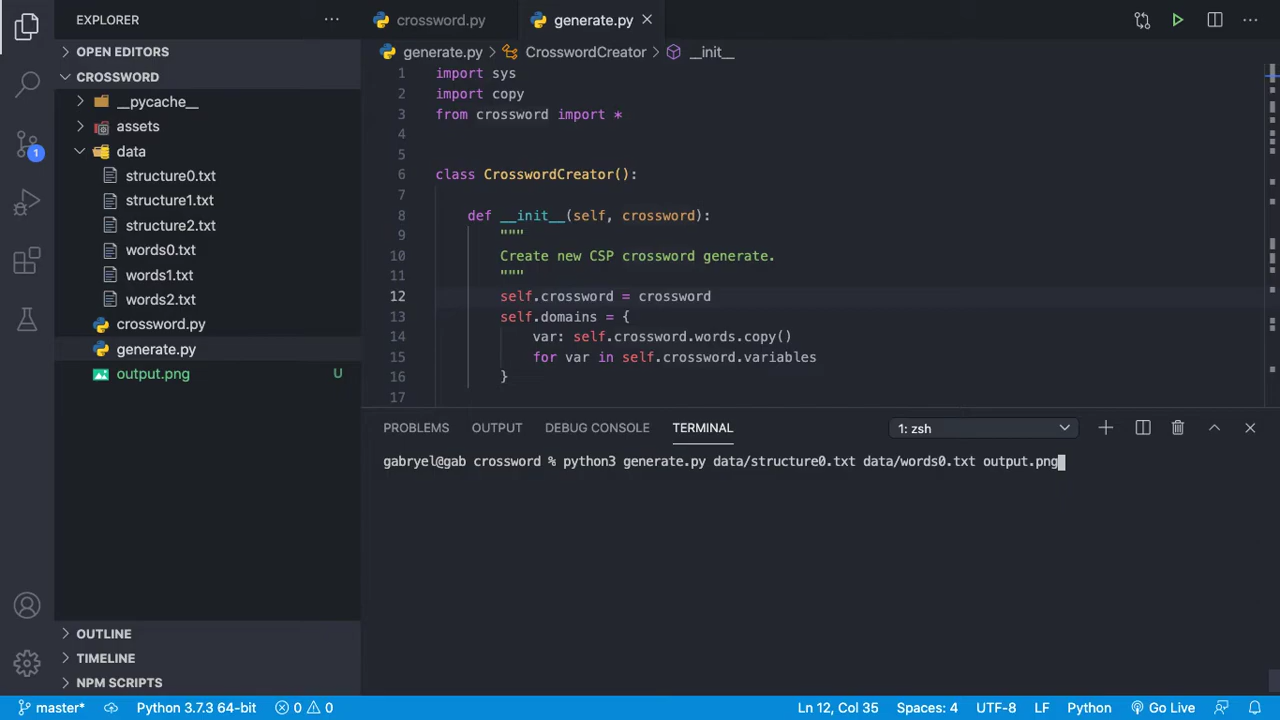 EXPLORER
OPEN EDITORS
CROSSWORD
__pycache__
assets
data
structure0.txt
structure1.txt
structure2.txt
words0.txt
words1.txt
words2.txt
crossword.py
generate.py
output.png U
OUTLINE
TIMELINE
NPM SCRIPTS
1
crossword.py
generate.py
generate.py > CrosswordCreator > __init__
1 import sys
2 import copy
3 from crossword import *
4
5
6 class CrosswordCreator():
7
8 def __init__(self, crossword):
9 """
10 Create new CSP crossword generate.
11 """
12 self.crossword = crossword
13 self.domains = {
14 var: self.crossword.words.copy()
15 for var in self.crossword.variables
16 }
17
PROBLEMS OUTPUT DEBUG CONSOLE TERMINAL 1: zsh
gabryel@gab crossword % python3 generate.py data/structure0.txt data/words0.txt output.png
master* Python 3.7.3 64-bit 0 0 Ln 12, Col 35 Spaces: 4 UTF-8 LF Python Go Live